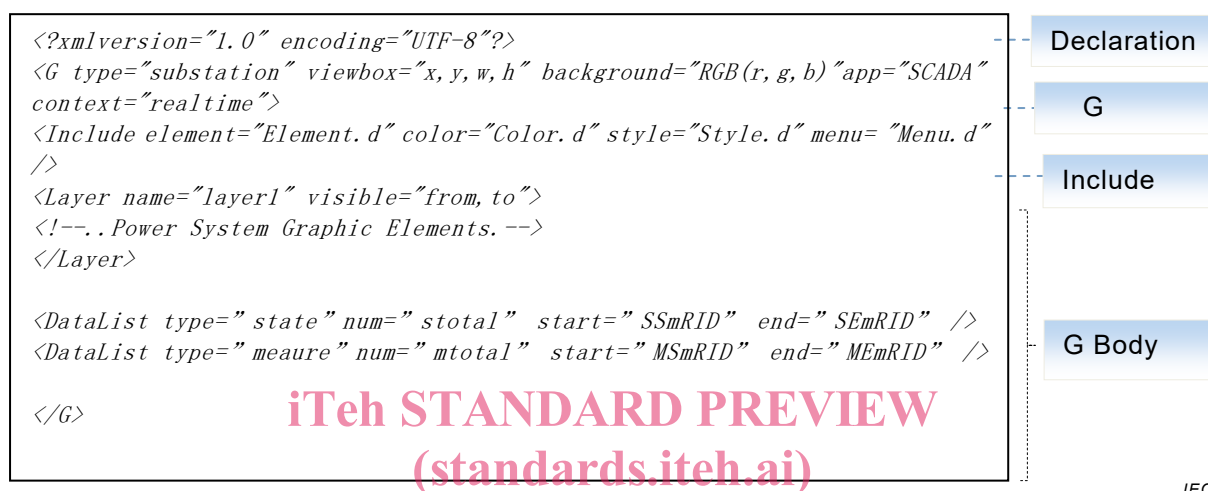 <?xmlversion="1.0" encoding="UTF-8"?>
<G type="substation" viewbox="x,y,w,h" background="RGB(r,g,b)"app="SCADA"
context="realtime">
<Include element="Element.d" color="Color.d" style="Style.d" menu= "Menu.d"
/>
<Layer name="layer1" visible="from,to">
<!--..Power System Graphic Elements.-->
</Layer>
<DataList type=”state”num=”stotal” start=”SSmRID” end=”SEmRID” />
<DataList type=”meaure”num=”mtotal” start=”MSmRID” end=”MEmRID” />
</G>
Declaration
G
Include
G Body
iTeh STANDARD PREVIEW
(standards.iteh.ai)
IEC